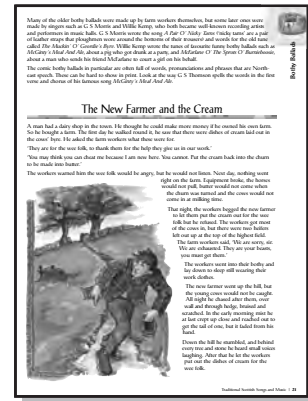 Many of the older bothy ballads were made up by farm workers themselves, but some later ones were
made by singers such as G S Morris and Willie Kemp, who both became well-known recording artists
and performers in music halls. G S Morris wrote the song A Pair O' Nicky Tams ('nicky tams' are a pair
of leather straps that ploughmen wore around the bottoms of their trousers) and words for the old tune
called The Muckin' O' Geordie's Byre. Willie Kemp wrote the tunes of favourite funny bothy ballads such as
McGinty's Meal And Ale, about a pig who got drunk at a party, and McFarlane O' The Sprots O' Burnieboosie,
about a man who sends his friend McFarlane to court a girl on his behalf.
The comic bothy ballads in particular are often full of words, pronunciations and phrases that are North-
east speech. These can be hard to show in print. Look at the way G S Thomson spells the words in the first
verse and chorus of his famous song McGinty's Meal And Ale.
Bothy Ballads
The New Farmer and the Cream
A man had a dairy shop in the town. He thought he could make more money if he owned his own farm.
So he bought a farm. The first day he walked round it, he saw that there were dishes of cream laid out in
the cows' byre. He asked the farm workers what these were for.
'They are for the wee folk, to thank them for the help they give us in our work.'
'You may think you can cheat me because I am new here. You cannot. Put the cream back into the churn
to be made into butter.'
The workers warned him the wee folk would be angry, but he would not listen. Next day, nothing went
right on the farm. Equipment broke, the horses
would not pull, butter would not come when
the churn was turned and the cows would not
come in at milking time.
That night, the workers begged the new farmer
to let them put the cream out for the wee
folk but he refused. The workers got most
of the cows in, but there were two heifers
left out up at the top of the highest field.
The farm workers said, 'We are sorry, sir.
We are exhausted. They are your beasts,
you must get them.'
The workers went into their bothy and
lay down to sleep still wearing their
work clothes.
The new farmer went up the hill, but
the young cows would not be caught.
All night he chased after them, over
wall and through hedge, bruised and
scratched. In the early morning mist he
at last crept up close and reached out to
get the tail of one, but it faded from his
hand.
Down the hill he stumbled, and behind
every tree and stone he heard small voices
laughing. After that he let the workers
put out the dishes of cream for the
wee folk.
Traditional Scottish Songs and Music | 21